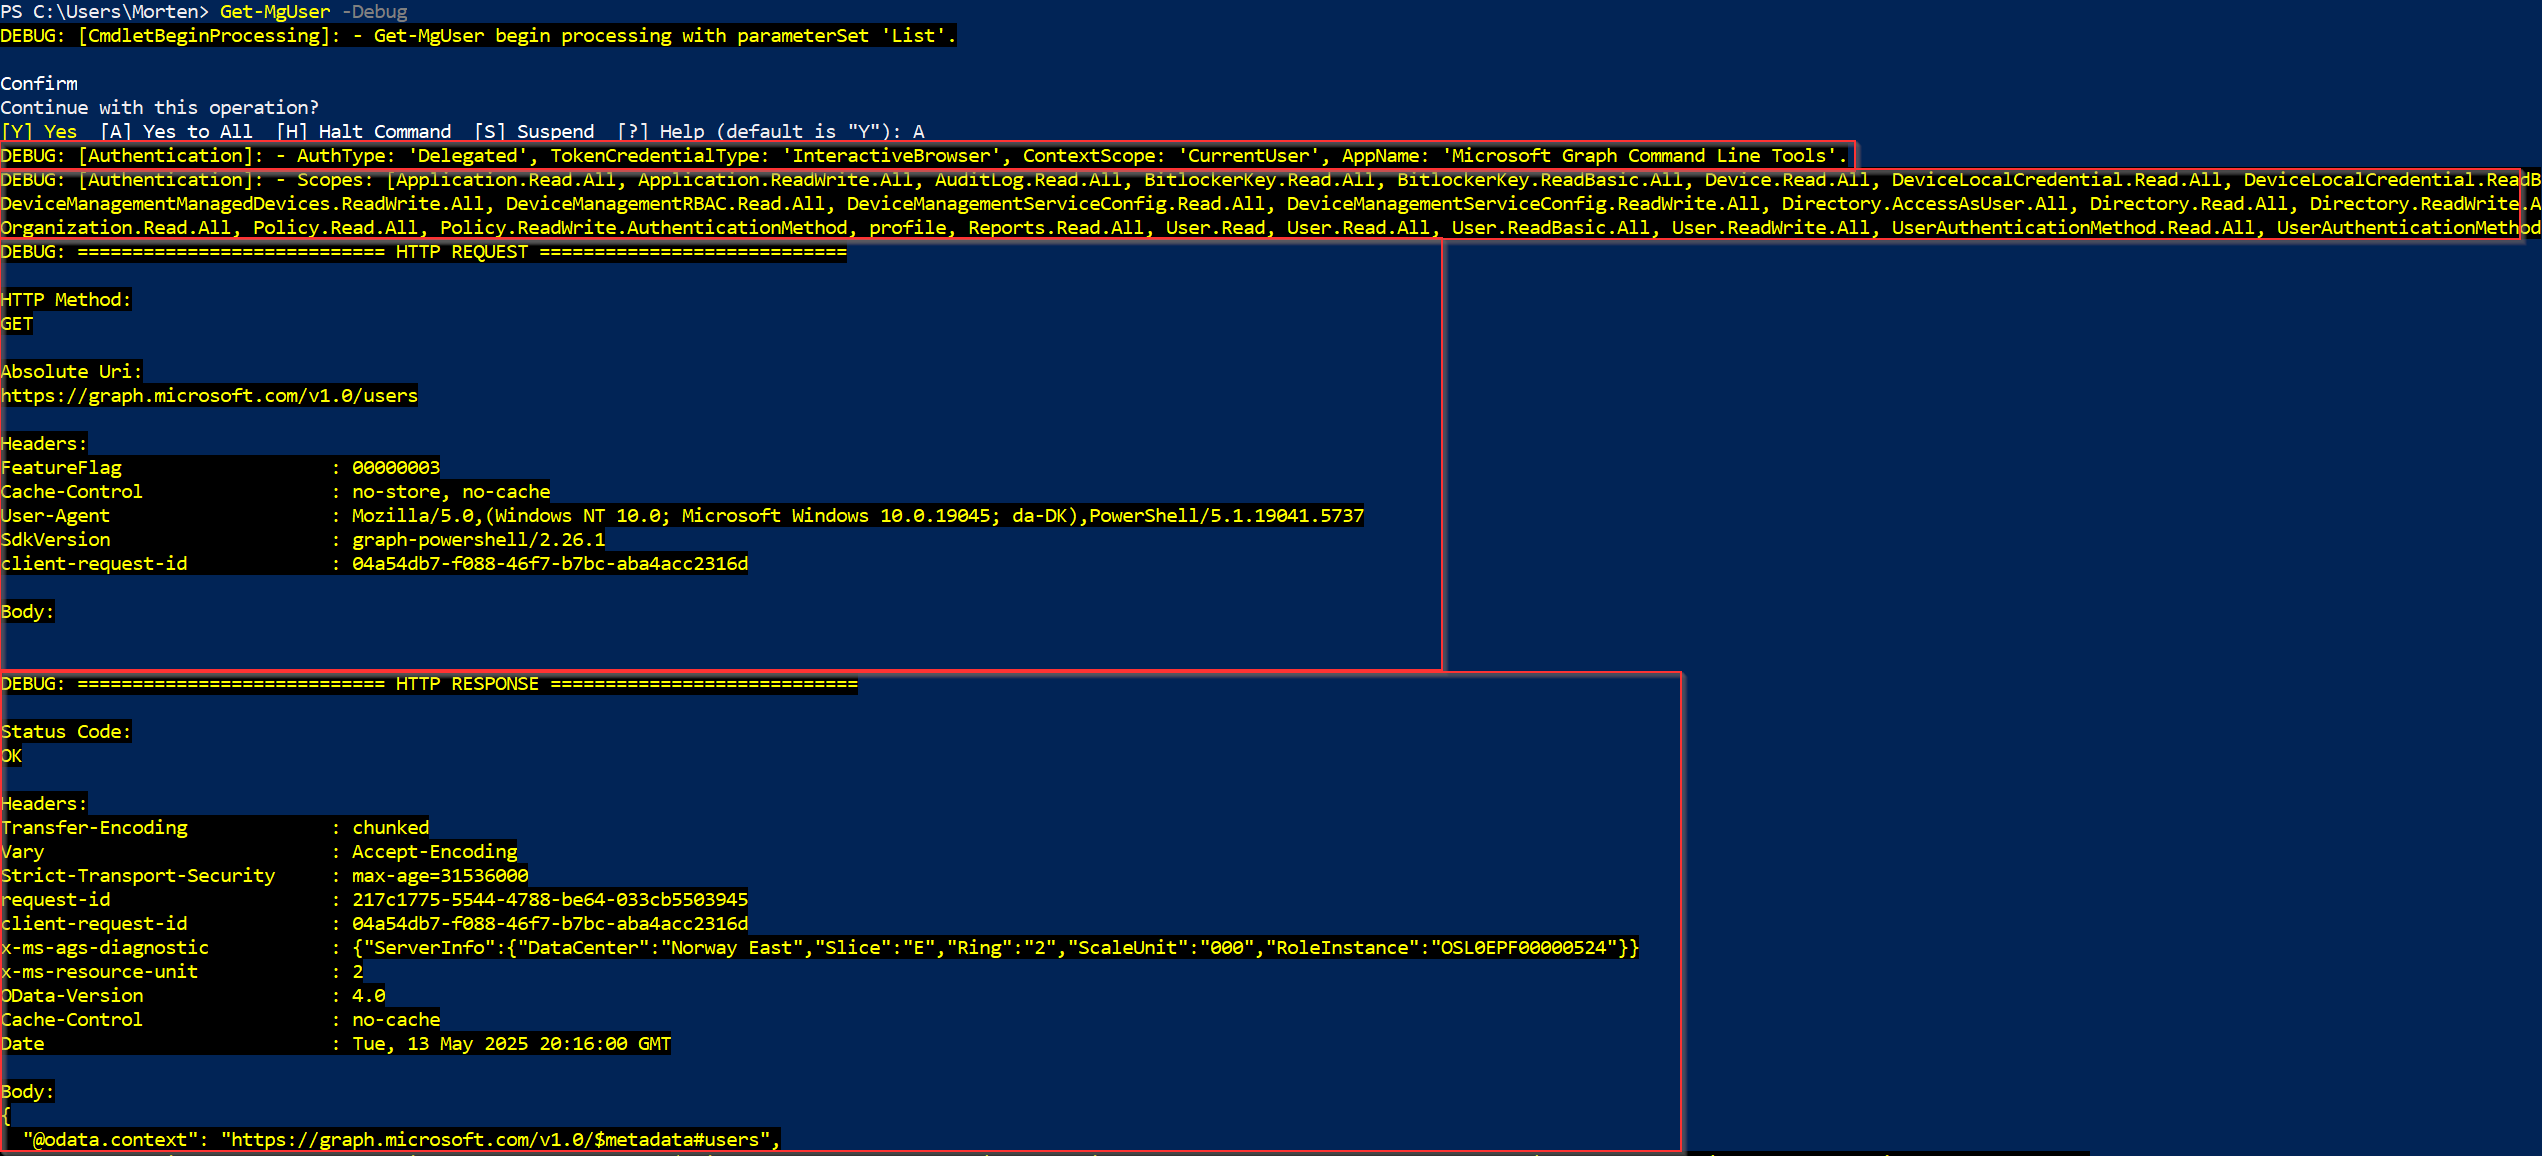 PS C:\Users\Morten> Get-MgUser -Debug
DEBUG: [CmdletBeginProcessing]: - Get-MgUser begin processing with parameterSet 'List'.
Confirm
Continue with this operation?
[Y] Yes  [A] Yes to All  [H] Halt Command  [S] Suspend  [?] Help (default is "Y"): A
DEBUG: [Authentication]: - AuthType: 'Delegated', TokenCredentialType: 'InteractiveBrowser', ContextScope: 'CurrentUser', AppName: 'Microsoft Graph Command Line Tools'.
DEBUG: [Authentication]: - Scopes: [Application.Read.All, Application.ReadWrite.All, AuditLog.Read.All, BitlockerKey.Read.All, BitlockerKey.ReadBasic.All, Device.Read.All, DeviceLocalCredential.Read.All, DeviceLocalCredential.ReadB
DeviceManagementManagedDevices.ReadWrite.All, DeviceManagementRBAC.Read.All, DeviceManagementServiceConfig.Read.All, DeviceManagementServiceConfig.ReadWrite.All, Directory.AccessAsUser.All, Directory.Read.All, Directory.ReadWrite.A
Organization.Read.All, Policy.Read.All, Policy.ReadWrite.AuthenticationMethod, profile, Reports.Read.All, User.Read, User.Read.All, User.ReadBasic.All, User.ReadWrite.All, UserAuthenticationMethod.Read.All, UserAuthenticationMethod
DEBUG: ============================ HTTP REQUEST ============================
HTTP Method:
GET
Absolute Uri:
https://graph.microsoft.com/v1.0/users
Headers:
FeatureFlag                   : 00000003
Cache-Control                 : no-store, no-cache
User-Agent                    : Mozilla/5.0,(Windows NT 10.0; Microsoft Windows 10.0.19045; da-DK),PowerShell/5.1.19041.5737
SdkVersion                    : graph-powershell/2.26.1
client-request-id             : 04a54db7-f088-46f7-b7bc-aba4acc2316d
Body:
DEBUG: ============================ HTTP RESPONSE ============================
Status Code:
OK
Headers:
Transfer-Encoding             : chunked
Vary                          : Accept-Encoding
Strict-Transport-Security     : max-age=31536000
request-id                    : 217c1775-5544-4788-be64-033cb5503945
client-request-id             : 04a54db7-f088-46f7-b7bc-aba4acc2316d
x-ms-ags-diagnostic           : {"ServerInfo":{"DataCenter":"Norway East","Slice":"E","Ring":"2","ScaleUnit":"000","RoleInstance":"OSL0EPF00000524"}}
x-ms-resource-unit            : 2
OData-Version                 : 4.0
Cache-Control                 : no-cache
Date                          : Tue, 13 May 2025 20:16:00 GMT
Body:
{
  "@odata.context": "https://graph.microsoft.com/v1.0/$metadata#users",